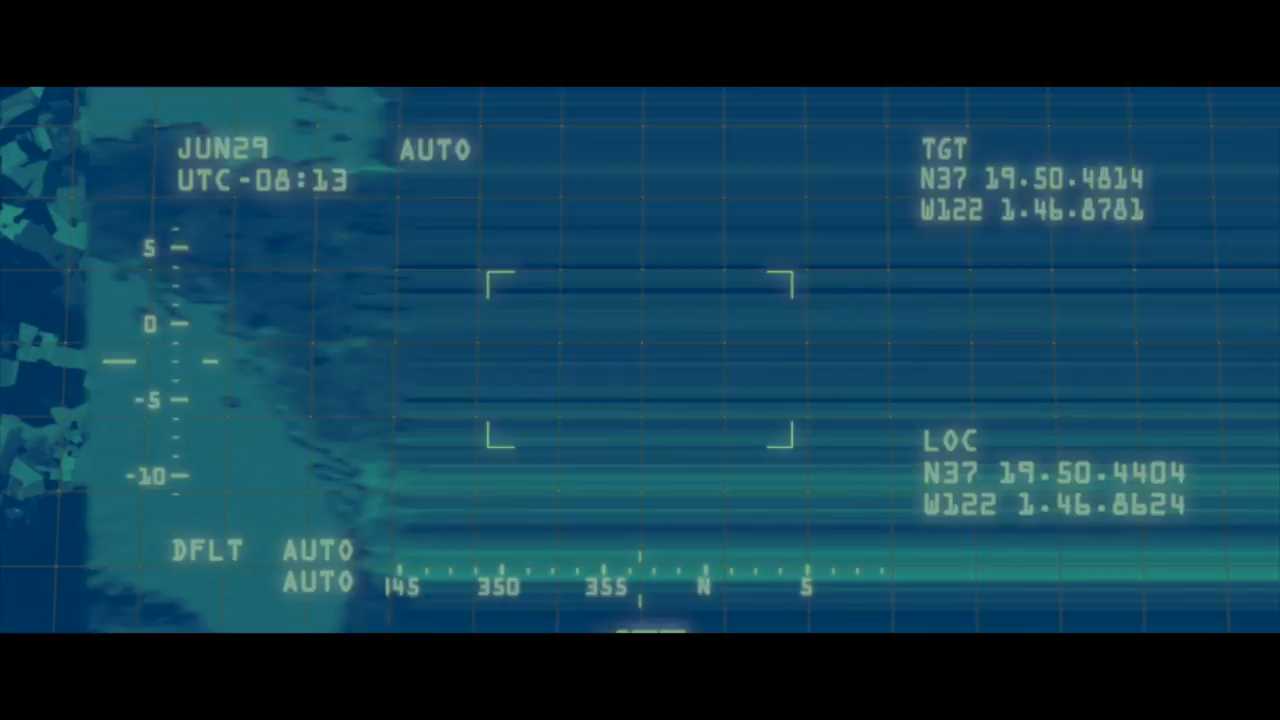 JUN29
UTC-08:13
AUTO
TGT
N37 19.50.4814
W122 1.46.8781
5
0
-5
-10
LOC
N37 19.50.4404
W122 1.46.8624
DFLT AUTO
AUTO
350 355 N 5